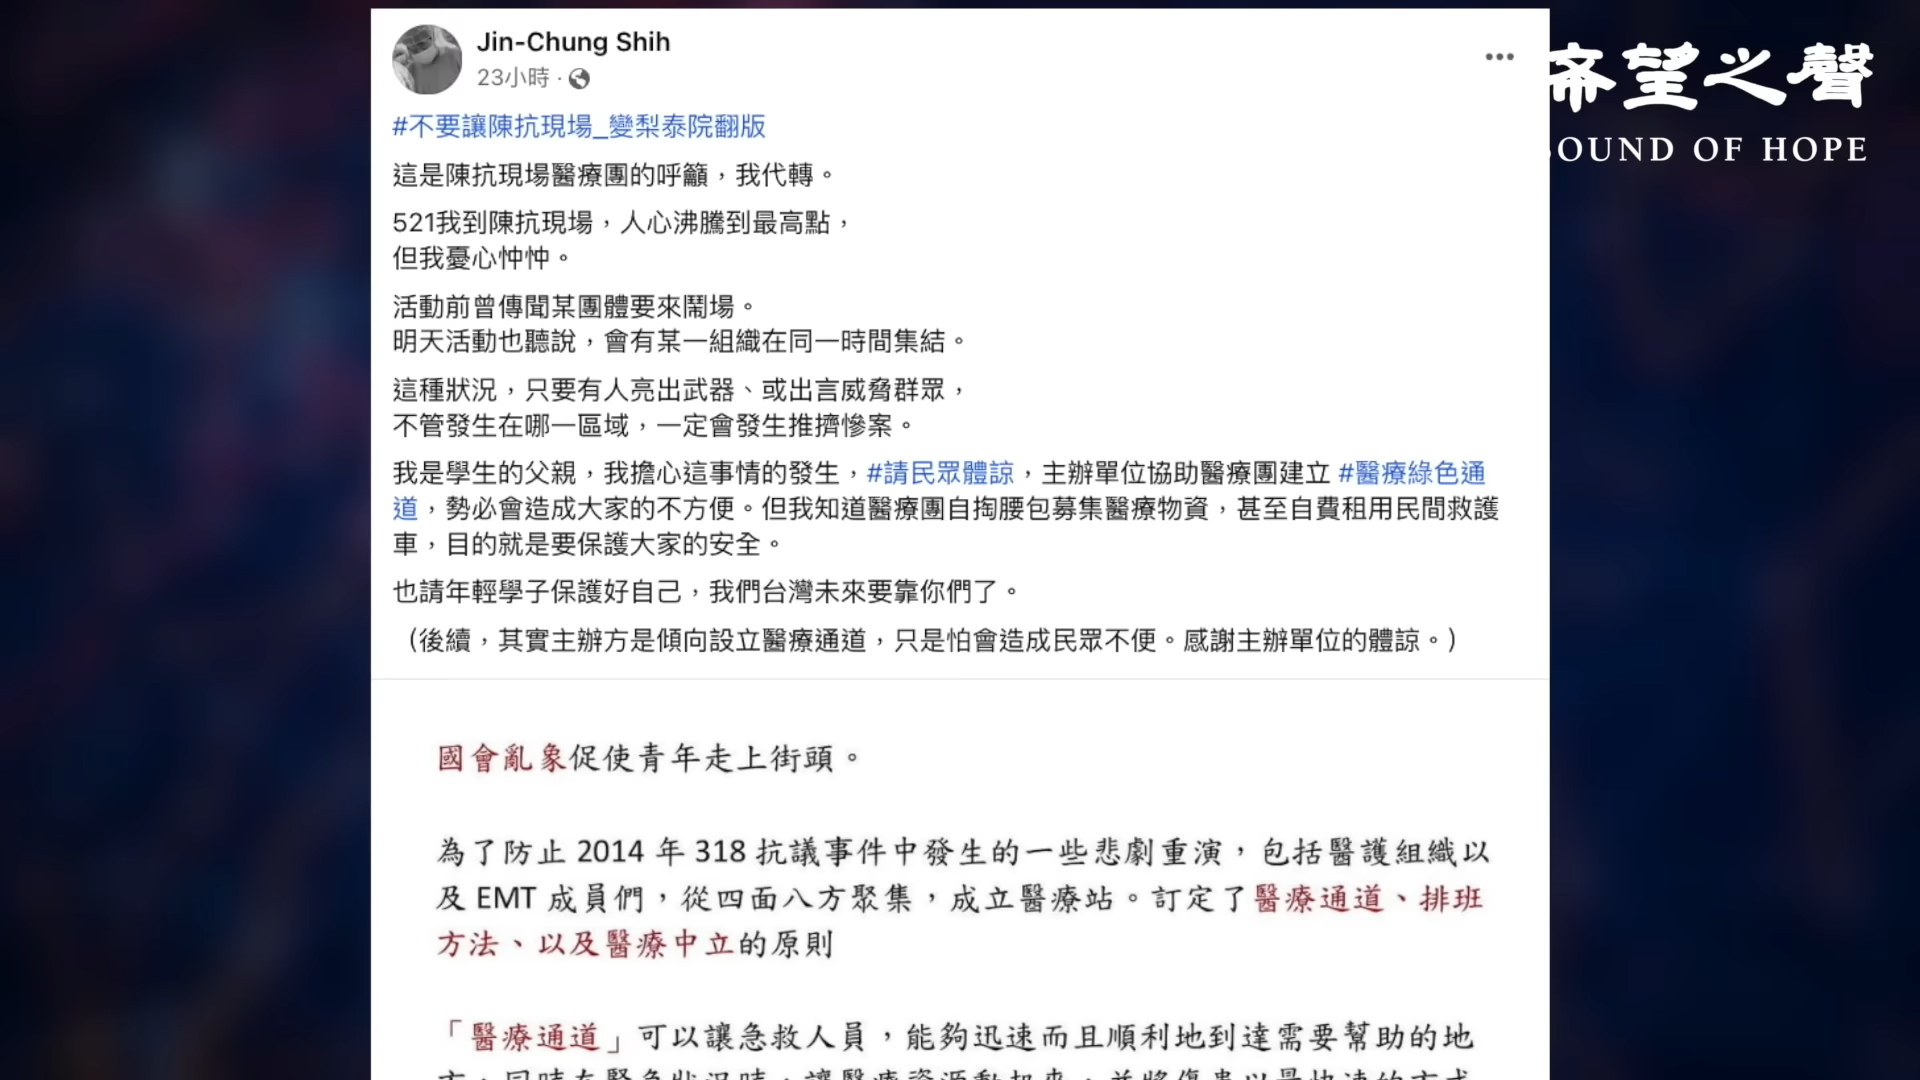 Jin-Chung Shih
23小時
#不要讓陳抗現場_變梨泰院翻版
這是陳抗現場醫療團的呼籲，我代轉。
521我到陳抗現場，人心沸騰到最高點，
但我憂心忡忡。
活動前曾傳聞某團體要來鬧場。
明天活動也聽說，會有某一組織在同一時間集結。
這種狀況，只要有人亮出武器、或出言威脅群眾，
不管發生在哪一區域，一定會發生推擠慘案。
我是學生的父親，我擔心這事情的發生，#請民眾體諒，主辦單位協助醫療團建立 #醫療綠色通
道，勢必會造成大家的不方便。但我知道醫療團自掏腰包募集醫療物資，甚至自費租用民間救護
車，目的就是要保護大家的安全。
也請年輕學子保護好自己，我們台灣未來要靠你們了。
（後續，其實主辦方是傾向設立醫療通道，只是怕會造成民眾不便。感謝主辦單位的體諒。）
國會亂象促使青年走上街頭。
為了防止 2014 年 318 抗議事件中發生的一些悲劇重演，包括醫護組織以
及 EMT 成員們，從四面八方聚集，成立醫療站。訂定了醫療通道、排班
方法、以及醫療中立的原則
「醫療通道」可以讓急救人員，能夠迅速而且順利地到達需要幫助的地
希望之聲
SOUND OF HOPE